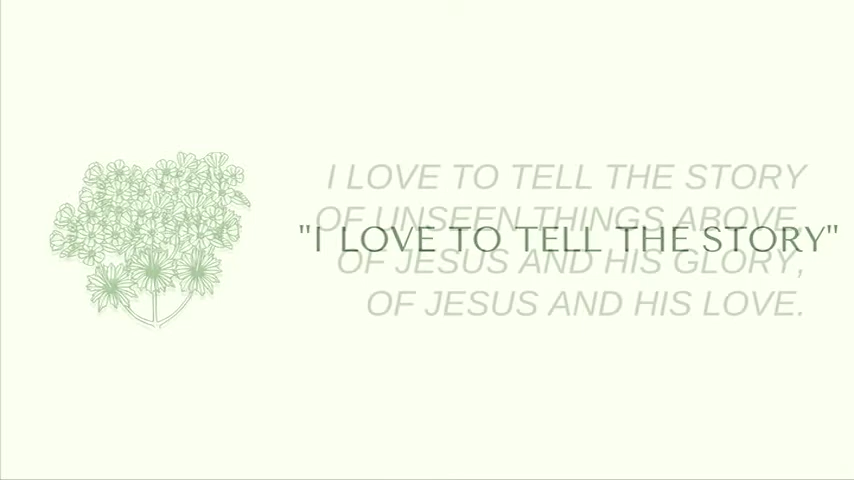 I LOVE TO TELL THE STORY
OF UNSEEN THINGS ABOVE,
"I LOVE TO TELL THE STORY"
OF JESUS AND HIS GLORY,
OF JESUS AND HIS LOVE.